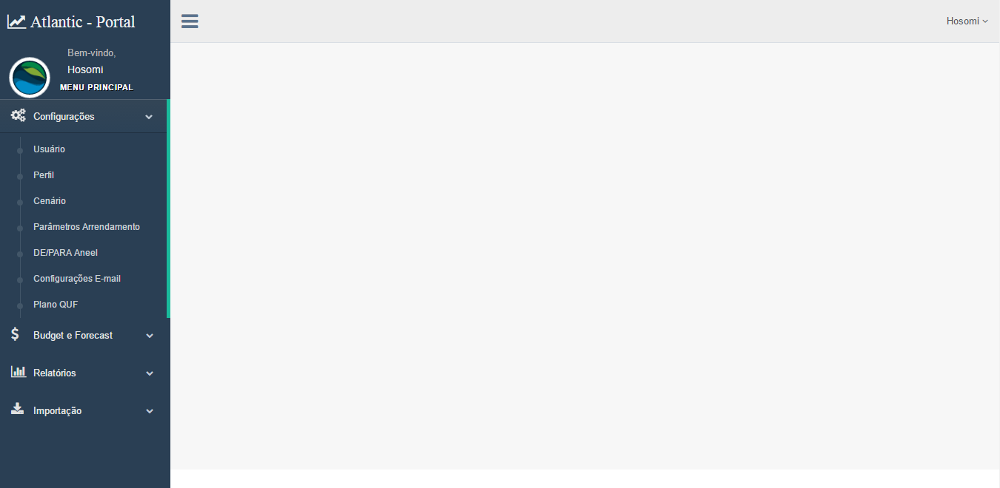 Atlantic - Portal
Hosomi
Bem-vindo,
Hosomi
MENU PRINCIPAL
Configurações
Usuário
Perfil
Cenário
Parâmetros Arrendamento
DE/PARA Aneel
Configurações E-mail
Plano QUF
Budget e Forecast
Relatórios
Importação